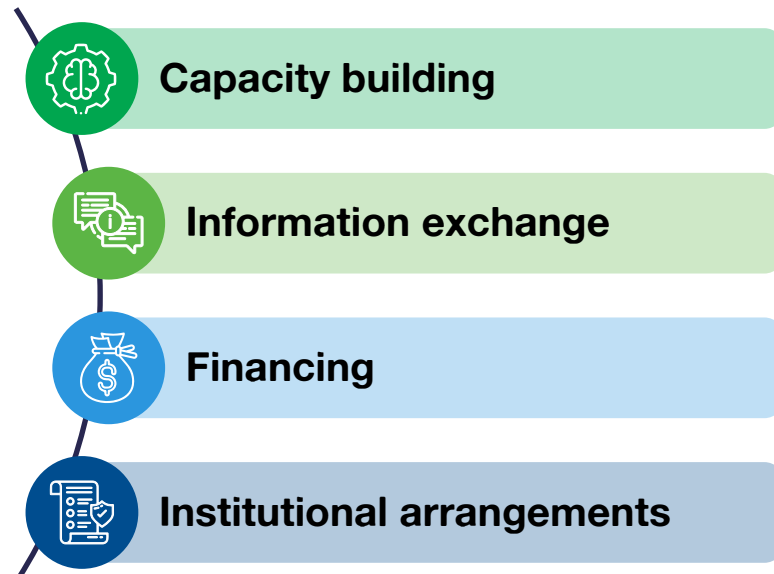 Capacity building
Information exchange
Financing
Institutional arrangements